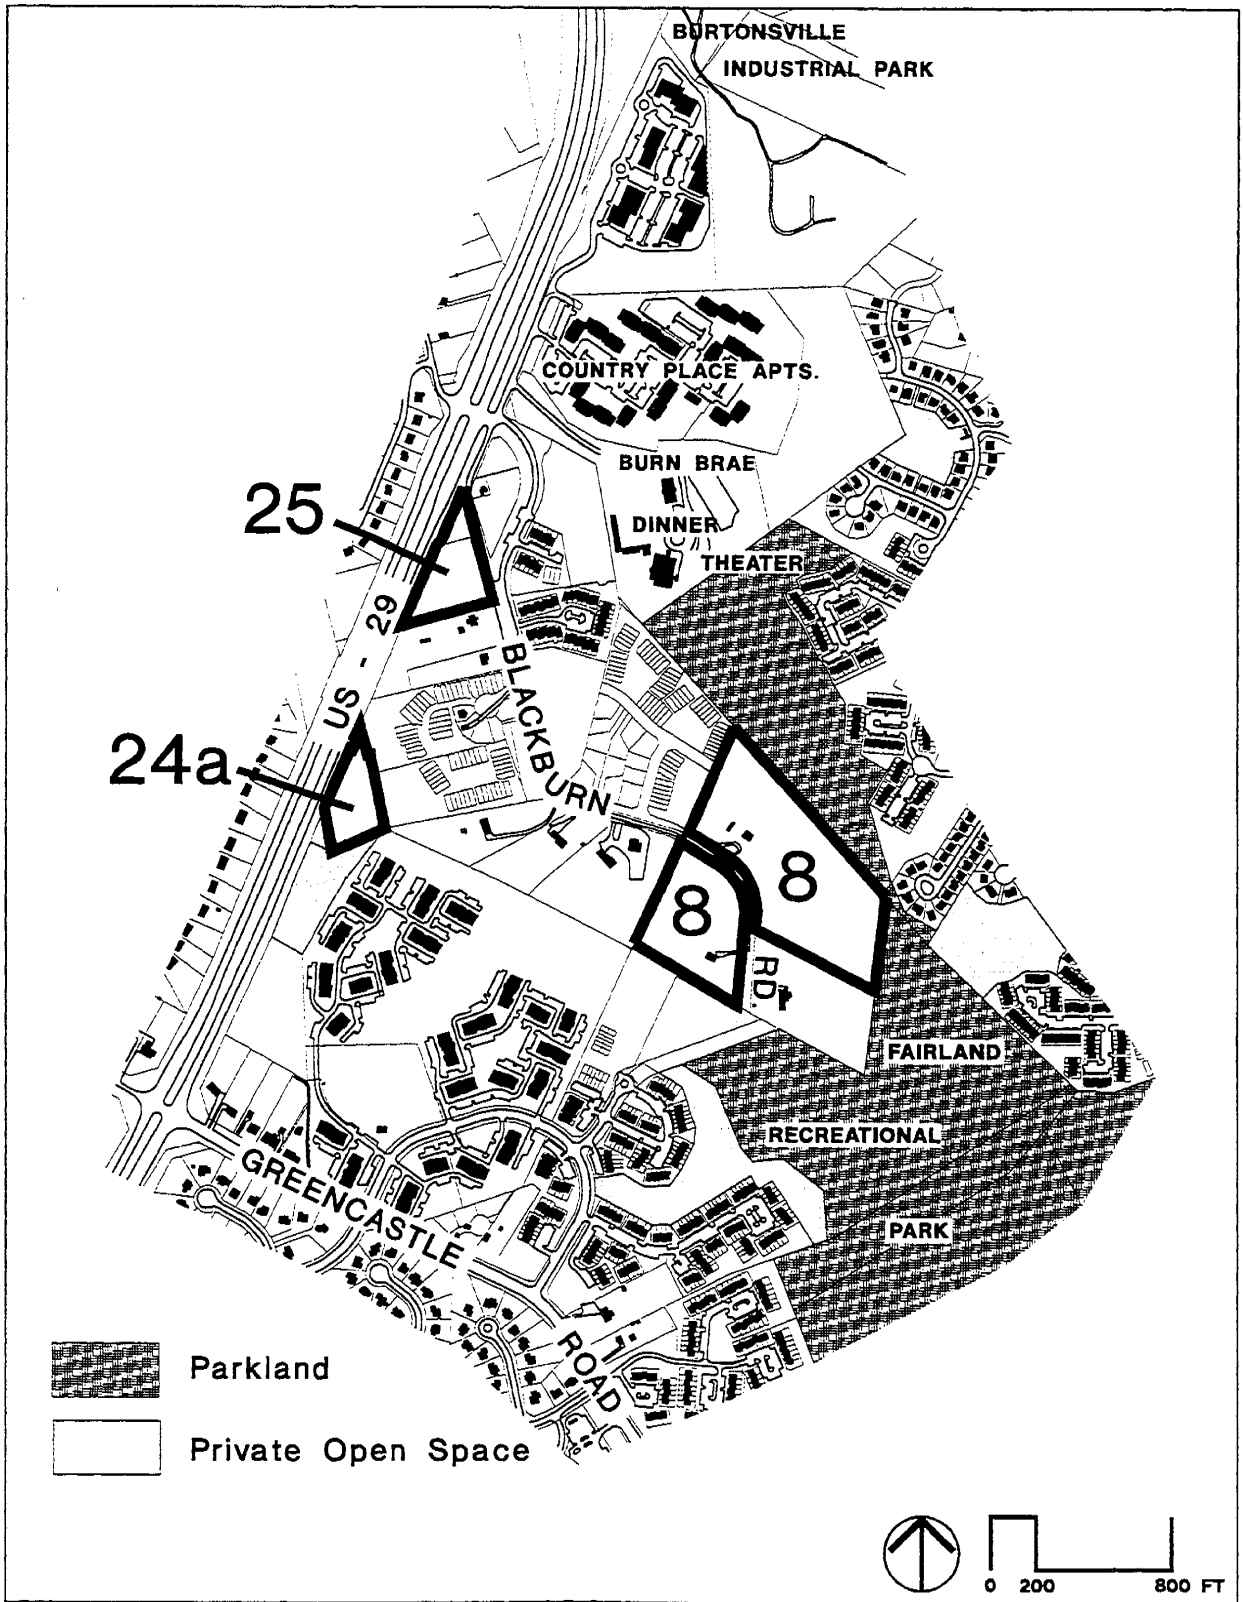 BURTONSVILLE
INDUSTRIAL PARK
COUNTRY PLACE APTS.
BURN BRAE
DINNER
THEATER
25
US - 29
BLACKBURN
24a
8
8
RD.
FAIRLAND
RECREATIONAL
PARK
GREENCASTLE
ROAD
Parkland
Private Open Space
0 200 800 FT